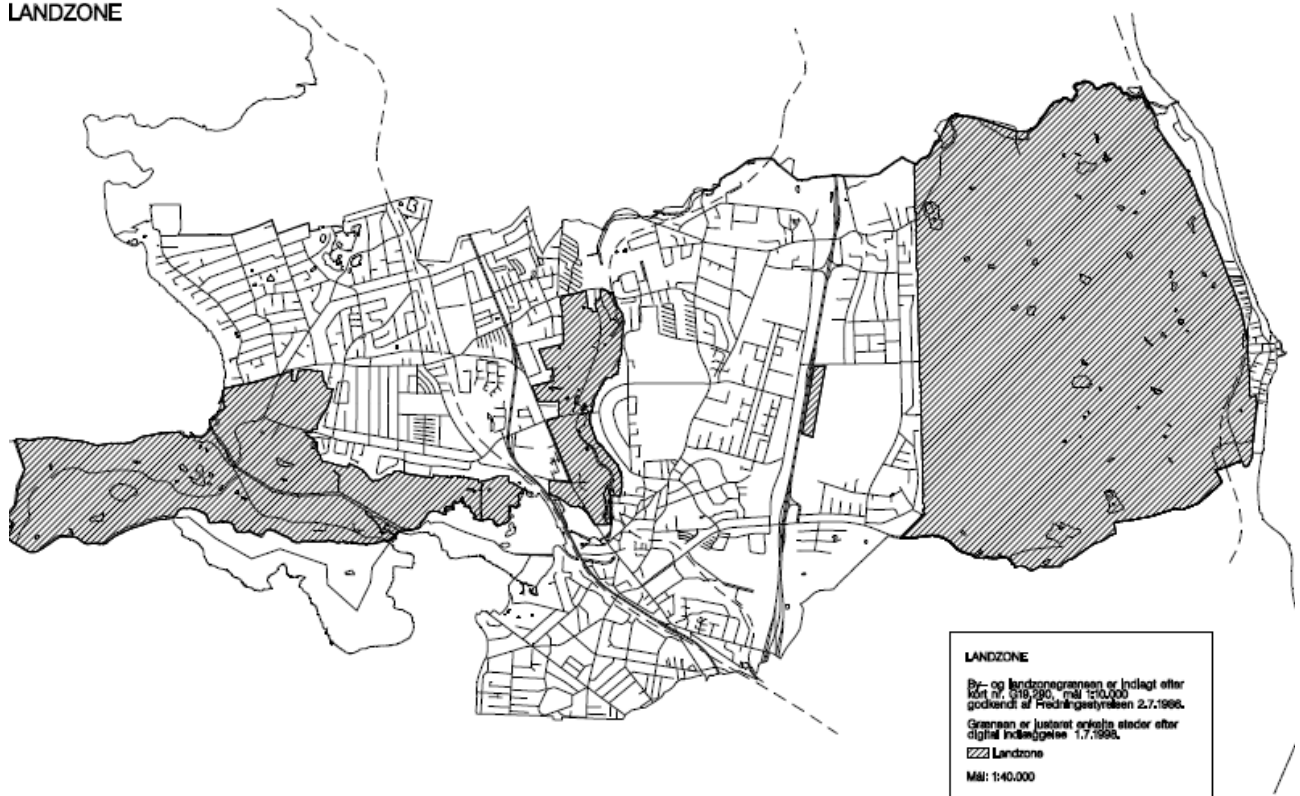 LANDZONE
LANDZONE
By- og landzonegrænsen er indlagt efter
kort nr. G19,290, mål 1:10.000
godkendt af Fredningsstyrelsen 2.7.1986.
Grænsen er justeret enkelte steder efter
digital indlæggelse 1.7.1998.
Landzone
Mål: 1:40.000